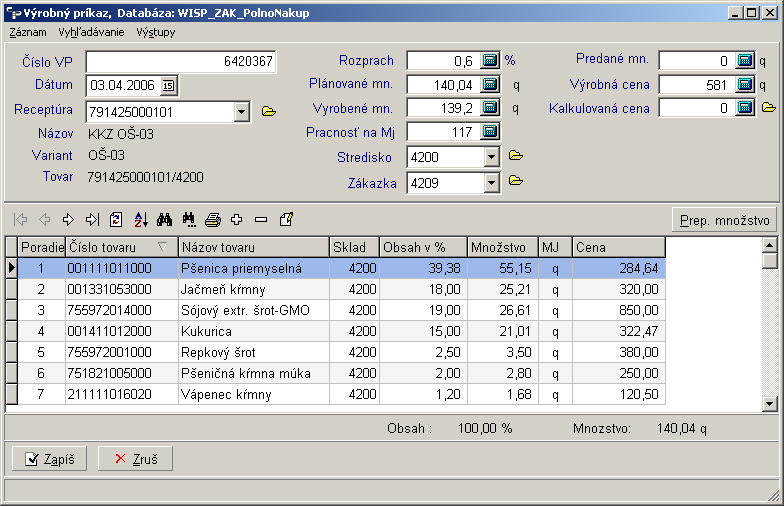 Výrobný príkaz, Databáza: WISP_ZAK_PolnoNakup
Záznam Vyhľadávanie Výstupy
Číslo VP 6420367 Rozprach 0,6 % Predané mn. 0 q
Dátum 03.04.2006 15 Plánované mn. 140,04 q Výrobná cena 581 q
Receptúra 791425000101 Vyrobené mn. 139,2 q Kalkulovaná cena 0
Názov KKZ OŠ-03 Pracnosť na Mj 117
Variant OŠ-03 Stredisko 4200
Tovar 791425000101/4200 Zákazka 4209
Prep. množstvo
Poradie Číslo tovaru Názov tovaru Sklad Obsah v % Množstvo MJ Cena
1 001111011000 Pšenica priemyselná 4200 39,38 55,15 q 284,64
2 001331053000 Jačmeň kŕmny 4200 18,00 25,21 q 320,00
3 755972014000 Sójový extr. šrot-GMO 4200 19,00 26,61 q 850,00
4 001411012000 Kukurica 4200 15,00 21,01 q 322,47
5 755972001000 Repkový šrot 4200 2,50 3,50 q 380,00
6 751821005000 Pšeničná kŕmna múka 4200 2,00 2,80 q 250,00
7 211111016020 Vápenec kŕmny 4200 1,20 1,68 q 120,50
Obsah : 100,00 % Mnozstvo: 140,04 q
Zapíš Zruš